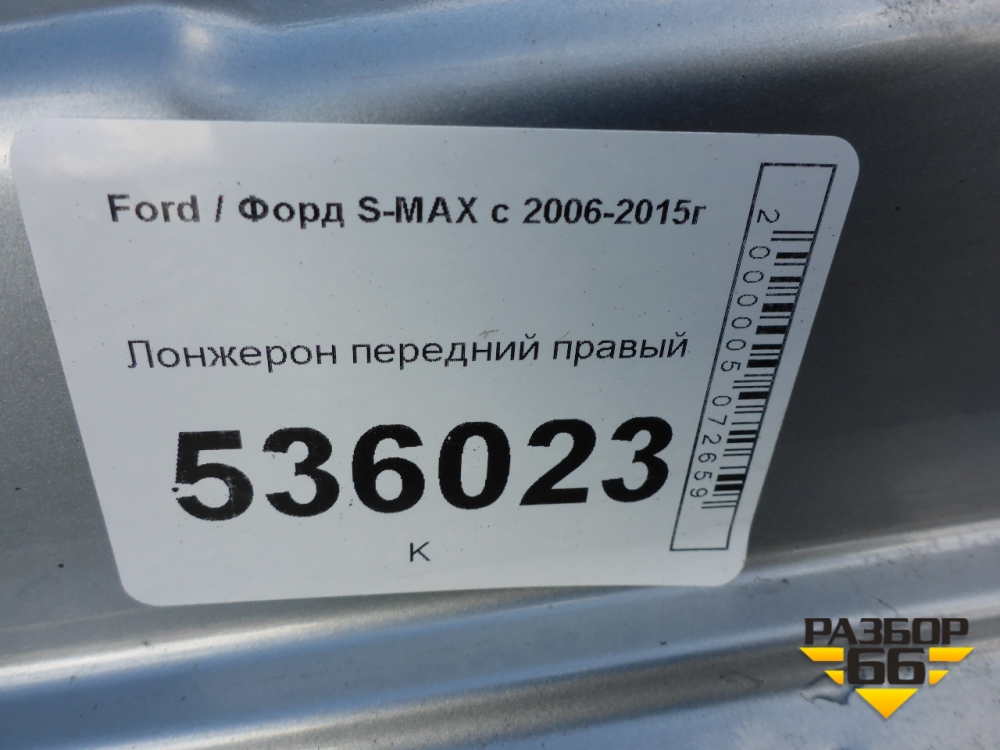 Ford / Форд S-MAX с 2006-2015г
Лонжерон передний правый
536023
К
2000005072659
РАЗБОР
66